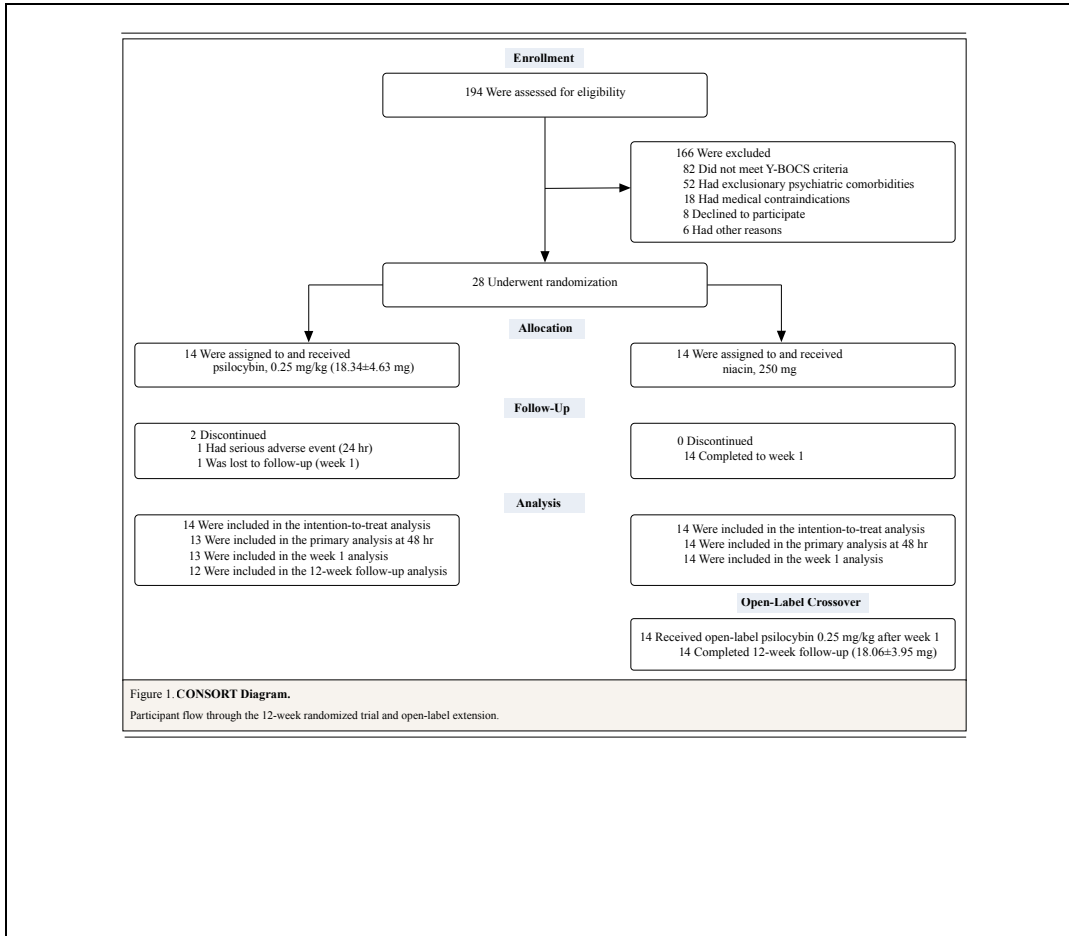 Enrollment
194 Were assessed for eligibility
166 Were excluded
82 Did not meet Y-BOCS criteria
52 Had exclusionary psychiatric comorbidities
18 Had medical contraindications
8 Declined to participate
6 Had other reasons
28 Underwent randomization
Allocation
14 Were assigned to and received
psilocybin, 0.25 mg/kg (18.34±4.63 mg)
14 Were assigned to and received
niacin, 250 mg
Follow-Up
2 Discontinued
1 Had serious adverse event (24 hr)
1 Was lost to follow-up (week 1)
0 Discontinued
14 Completed to week 1
Analysis
14 Were included in the intention-to-treat analysis
13 Were included in the primary analysis at 48 hr
13 Were included in the week 1 analysis
12 Were included in the 12-week follow-up analysis
14 Were included in the intention-to-treat analysis
14 Were included in the primary analysis at 48 hr
14 Were included in the week 1 analysis
Open-Label Crossover
14 Received open-label psilocybin 0.25 mg/kg after week 1
14 Completed 12-week follow-up (18.06±3.95 mg)
Figure 1. CONSORT Diagram.
Participant flow through the 12-week randomized trial and open-label extension.